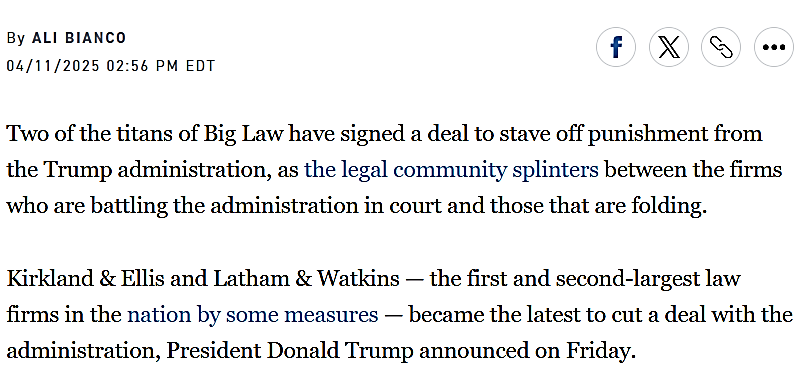 By ALI BIANCO
04/11/2025 02:56 PM EDT
Two of the titans of Big Law have signed a deal to stave off punishment from
the Trump administration, as the legal community splinters between the firms
who are battling the administration in court and those that are folding.
Kirkland & Ellis and Latham & Watkins — the first and second-largest law
firms in the nation by some measures — became the latest to cut a deal with the
administration, President Donald Trump announced on Friday.